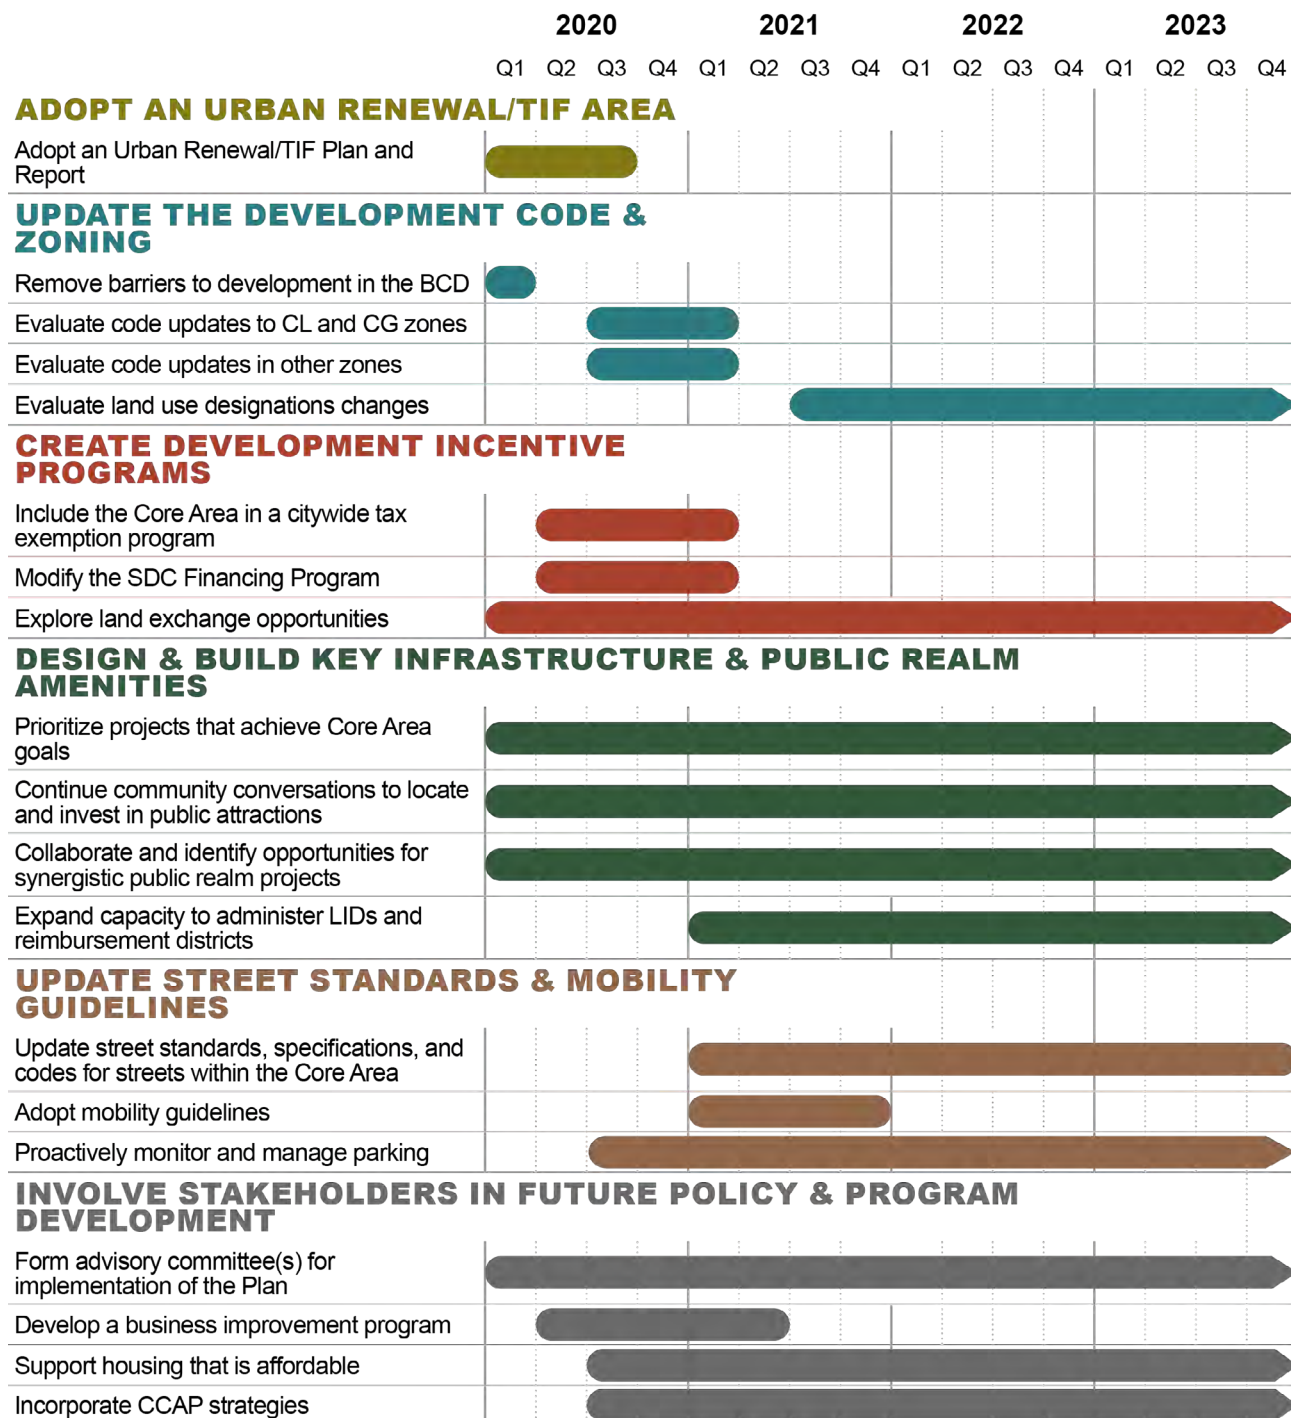 2020 2021 2022 2023
Q1 Q2 Q3 Q4 Q1 Q2 Q3 Q4 Q1 Q2 Q3 Q4 Q1 Q2 Q3 Q4
ADOPT AN URBAN RENEWAL/TIF AREA
Adopt an Urban Renewal/TIF Plan and
Report
UPDATE THE DEVELOPMENT CODE &
ZONING
Remove barriers to development in the BCD
Evaluate code updates to CL and CG zones
Evaluate code updates in other zones
Evaluate land use designations changes
CREATE DEVELOPMENT INCENTIVE
PROGRAMS
Include the Core Area in a citywide tax
exemption program
Modify the SDC Financing Program
Explore land exchange opportunities
DESIGN & BUILD KEY INFRASTRUCTURE & PUBLIC REALM
AMENITIES
Prioritize projects that achieve Core Area
goals
Continue community conversations to locate
and invest in public attractions
Collaborate and identify opportunities for
synergistic public realm projects
Expand capacity to administer LIDs and
reimbursement districts
UPDATE STREET STANDARDS & MOBILITY
GUIDELINES
Update street standards, specifications, and
codes for streets within the Core Area
Adopt mobility guidelines
Proactively monitor and manage parking
INVOLVE STAKEHOLDERS IN FUTURE POLICY & PROGRAM
DEVELOPMENT
Form advisory committee(s) for
implementation of the Plan
Develop a business improvement program
Support housing that is affordable
Incorporate CCAP strategies